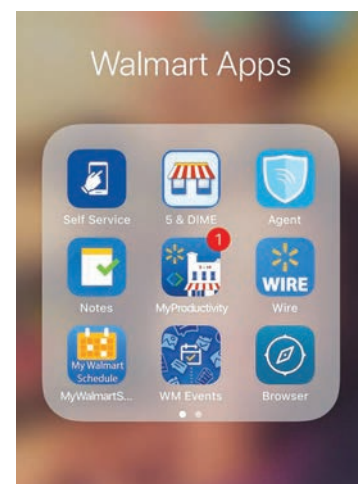 Walmart Apps
Self Service
5 & DIME
Agent
1
Notes
MyProductivity
WIRE
Wire
My Walmart
Schedule
MyWalmartS...
WM Events
Browser